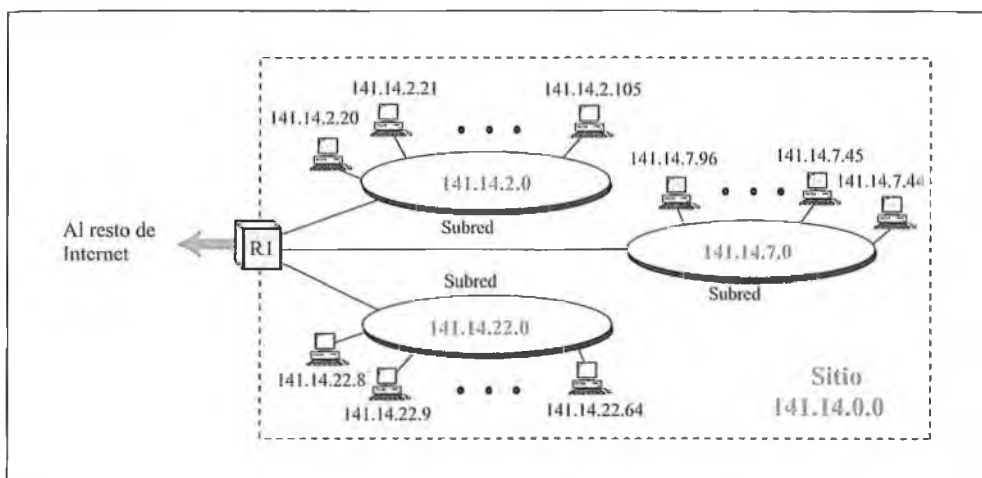 141.14.2.21
141.14.2.105
141.14.2.20
141.14.2.0
Subred
141.14.7.96
141.14.7.45
141.14.7.44
141.14.7.0
Subred
Al resto de
Internet
R1
Subred
141.14.22.0
141.14.22.8
141.14.22.9
141.14.22.64
Sitio
141.14.0.0